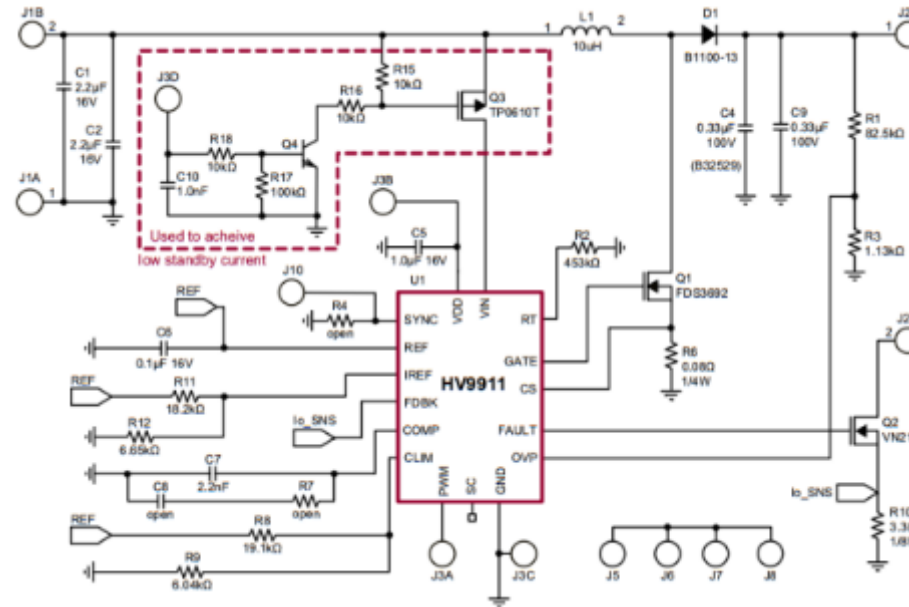 J1B
2
C1
2.2µF
16V
C2
2.2µF
16V
J1A
1
J3D
R18
10kΩ
C10
1.0nF
R17
100kΩ
Q4
R16
10kΩ
R15
10kΩ
Q3
TP0610T
Used to acheive
low standby current
1
L1
2
10uH
D1
B1100-13
C4
0.33µF
100V
(B32529)
C9
0.33µF
100V
R1
82.5kΩ
R3
1.13kΩ
2
1
J3B
C5
1.0µF 16V
R2
453kΩ
Q1
FDS3692
R6
0.08Ω
1/4W
Q2
Io_SNS
R10
J10
R4
open
REF
C6
0.1µF 16V
REF
R11
18.2kΩ
R12
6.65kΩ
Io_SNS
C7
2.2nF
C8
open
R7
open
REF
R8
19.1kΩ
R9
6.04kΩ
U1
VDD
VIN
SYNC
REF
IREF
FDBK
COMP
CLIM
HV9911
RT
GATE
CS
FAULT
OVP
PWM
SC
GND
J3A
J3C
J5
J6
J7
J8